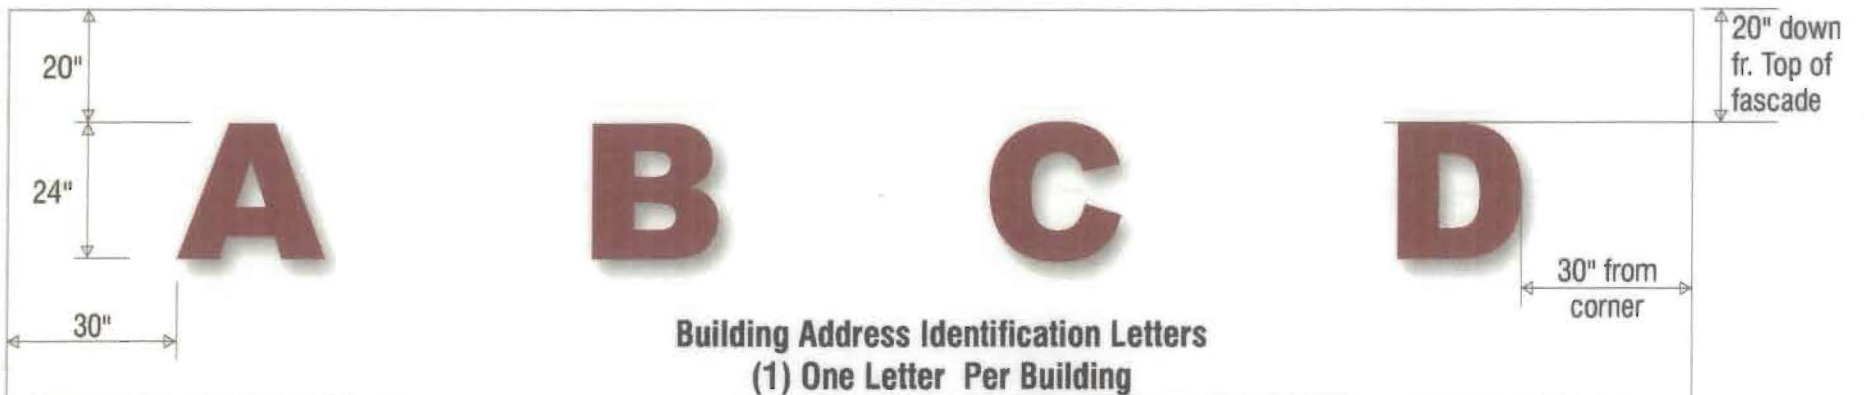 20"
20" down
fr. Top of
fascade
A B C D
24"
30" from
corner
30"
Building Address Identification Letters
(1) One Letter Per Building